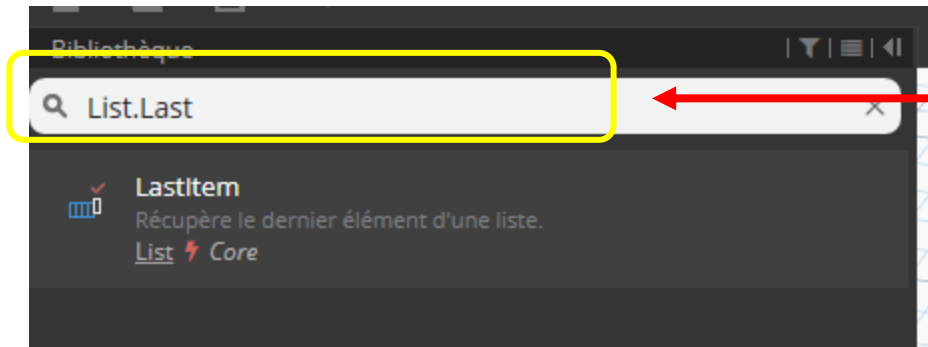 Bibliothèque
List.Last
LastItem
Récupère le dernier élément d'une liste.
List Core